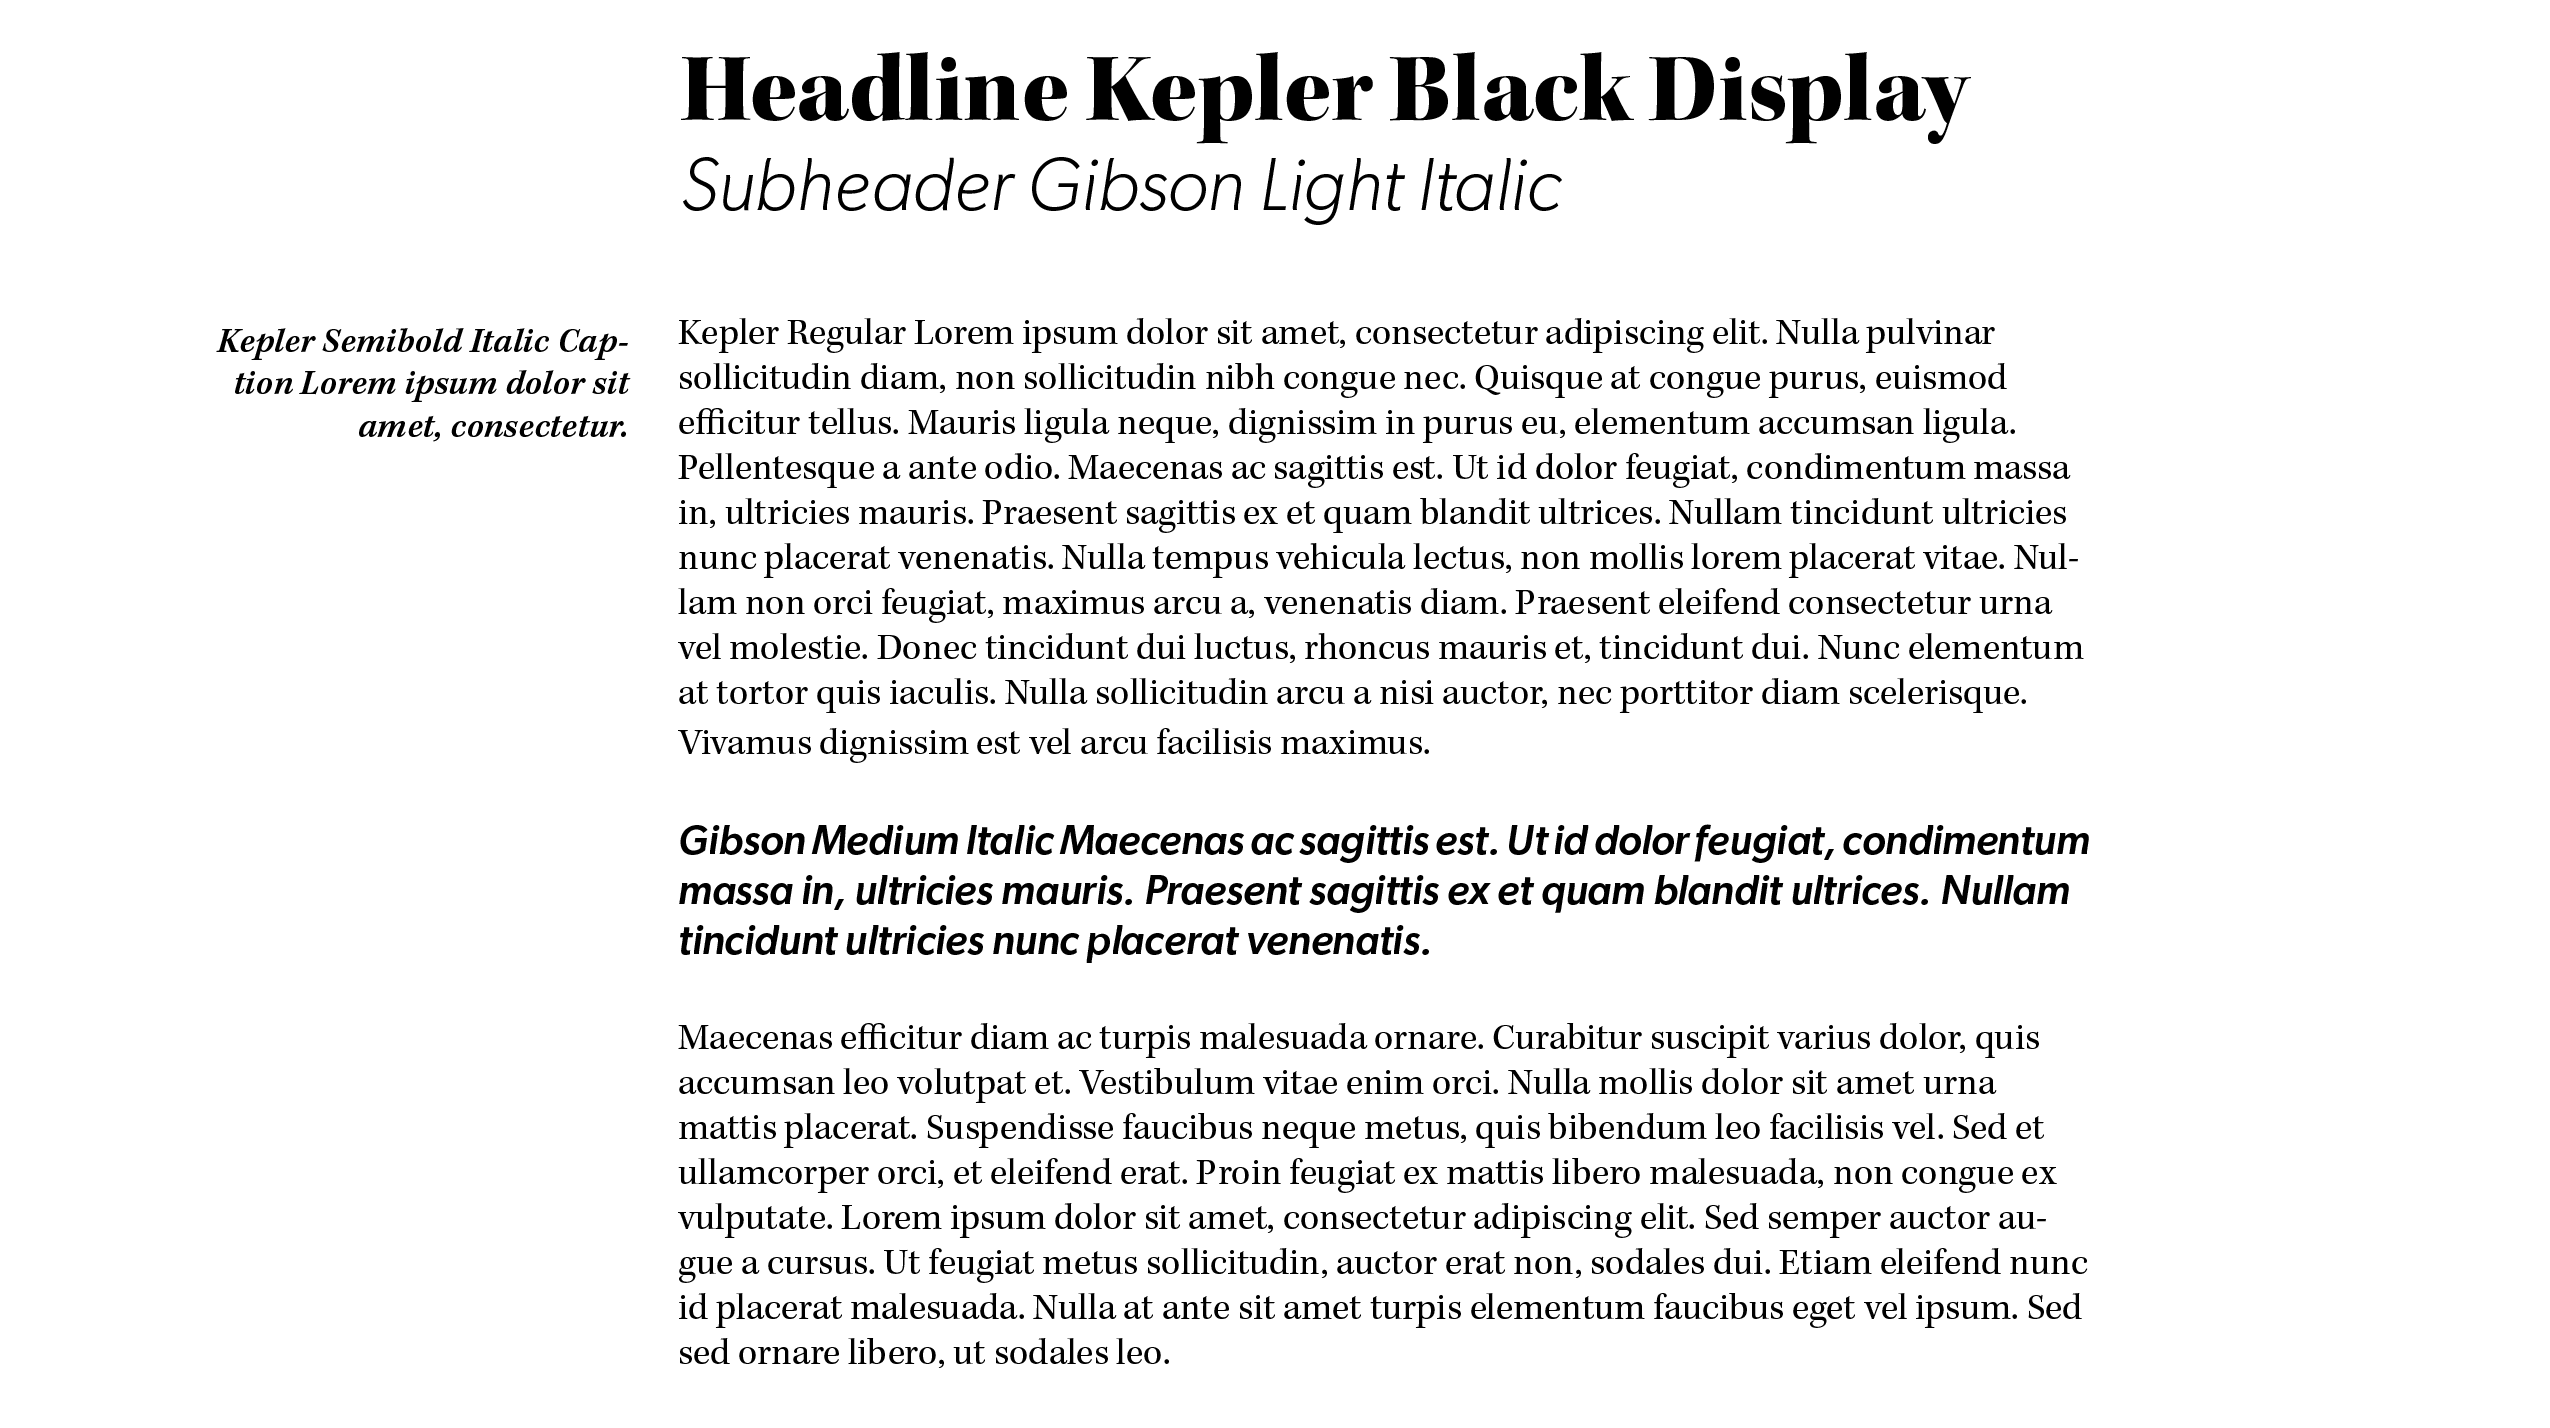 Headline Kepler Black Display
Subheader Gibson Light Italic
Kepler Semibold Italic Cap-
tion Lorem ipsum dolor sit
amet, consectetur.
Kepler Regular Lorem ipsum dolor sit amet, consectetur adipiscing elit. Nulla pulvinar
sollicitudin diam, non sollicitudin nibh congue nec. Quisque at congue purus, euismod
efficitur tellus. Mauris ligula neque, dignissim in purus eu, elementum accumsan ligula.
Pellentesque a ante odio. Maecenas ac sagittis est. Ut id dolor feugiat, condimentum massa
in, ultricies mauris. Praesent sagittis ex et quam blandit ultrices. Nullam tincidunt ultricies
nunc placerat venenatis. Nulla tempus vehicula lectus, non mollis lorem placerat vitae. Nul-
lam non orci feugiat, maximus arcu a, venenatis diam. Praesent eleifend consectetur urna
vel molestie. Donec tincidunt dui luctus, rhoncus mauris et, tincidunt dui. Nunc elementum
at tortor quis iaculis. Nulla sollicitudin arcu a nisi auctor, nec porttitor diam scelerisque.
Vivamus dignissim est vel arcu facilisis maximus.
Gibson Medium Italic Maecenas ac sagittis est. Ut id dolor feugiat, condimentum
massa in, ultricies mauris. Praesent sagittis ex et quam blandit ultrices. Nullam
tincidunt ultricies nunc placerat venenatis.
Maecenas efficitur diam ac turpis malesuada ornare. Curabitur suscipit varius dolor, quis
accumsan leo volutpat et. Vestibulum vitae enim orci. Nulla mollis dolor sit amet urna
mattis placerat. Suspendisse faucibus neque metus, quis bibendum leo facilisis vel. Sed et
ullamcorper orci, et eleifend erat. Proin feugiat ex mattis libero malesuada, non congue ex
vulputate. Lorem ipsum dolor sit amet, consectetur adipiscing elit. Sed semper auctor au-
gue a cursus. Ut feugiat metus sollicitudin, auctor erat non, sodales dui. Etiam eleifend nunc
id placerat malesuada. Nulla at ante sit amet turpis elementum faucibus eget vel ipsum. Sed
sed ornare libero, ut sodales leo.